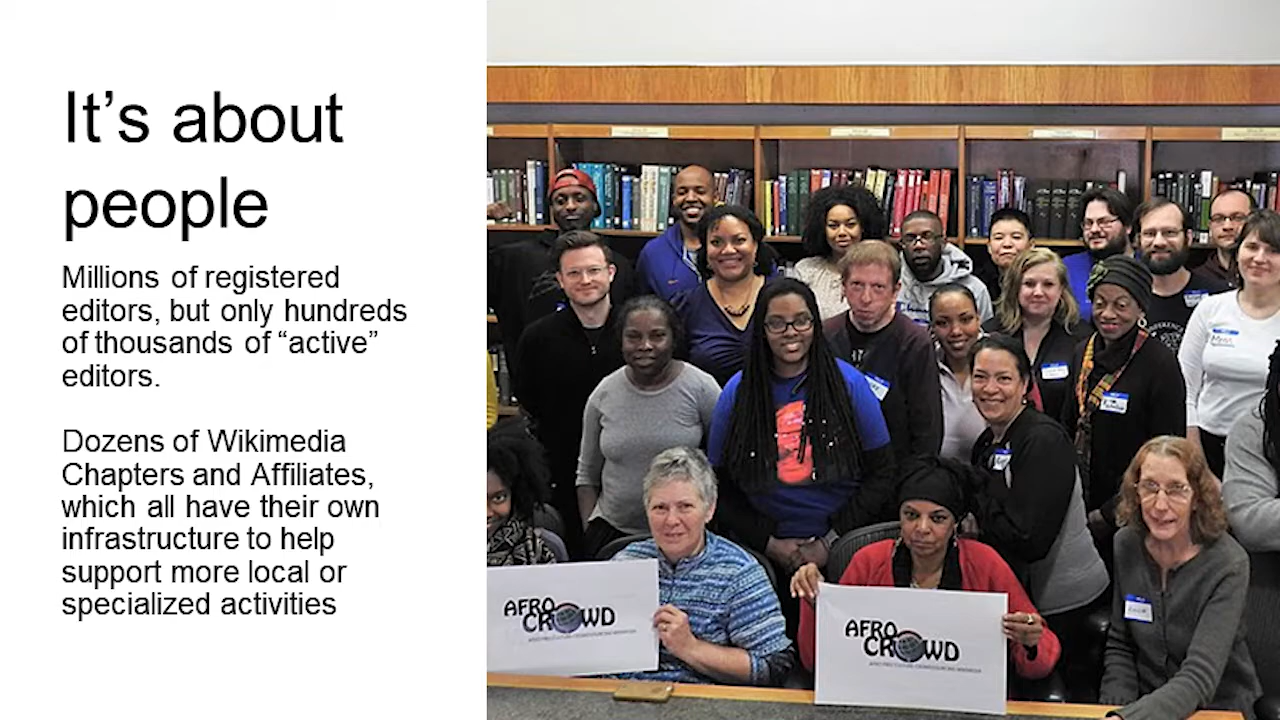 It’s about
people
Millions of registered
editors, but only hundreds
of thousands of “active”
editors.
Dozens of Wikimedia
Chapters and Affiliates,
which all have their own
infrastructure to help
support more local or
specialized activities
AFRO
CROWD
AFRO
CROWD